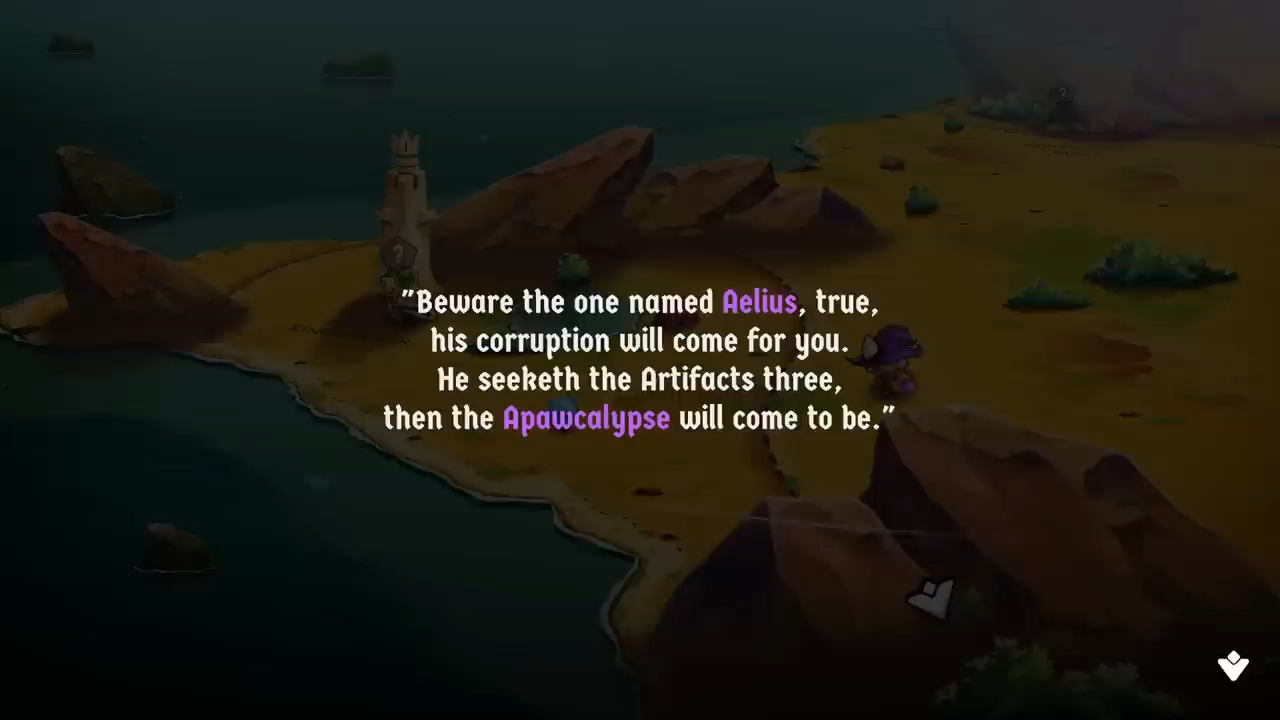 "Beware the one named Aelius, true,
his corruption will come for you.
He seeketh the Artifacts three,
then the Apawcalypse will come to be."
?
?